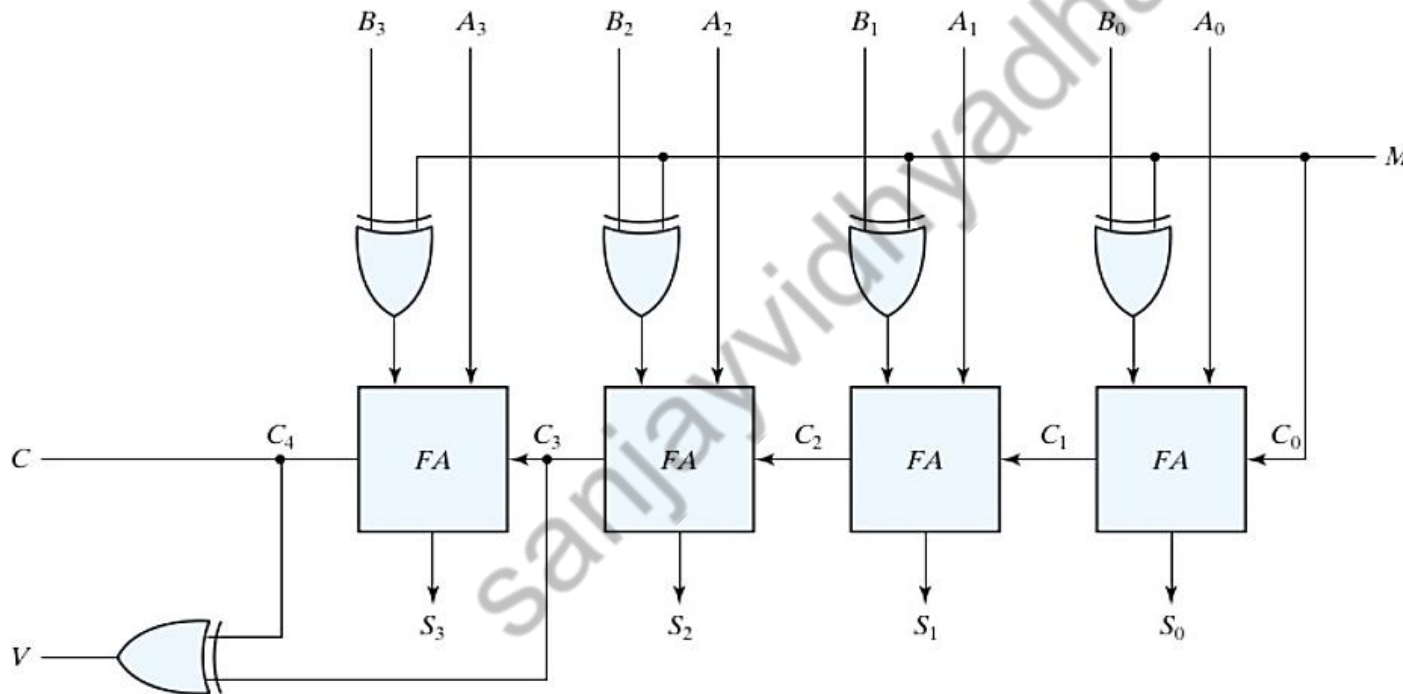 B₃ A₃ B₂ A₂ B₁ A₁ B₀ A₀
M
C C₄ FA C₃ FA C₂ FA C₁ FA C₀
S₃ S₂ S₁ S₀
V
sanjayvidhyadha